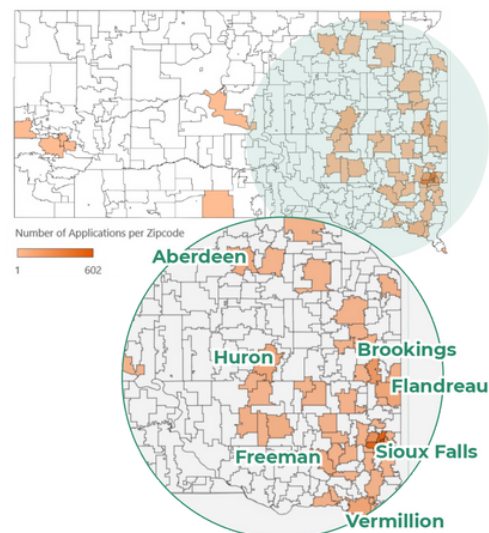 Number of Applications per Zipcode
1 602
Aberdeen
Huron
Brookings
Flandreau
Freeman
Sioux Falls
Vermillion